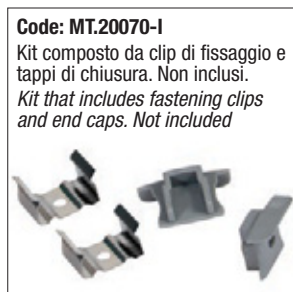 Code: MT.20070-I
Kit composto da clip di fissaggio e
tappi di chiusura. Non inclusi.
Kit that includes fastening clips
and end caps. Not included